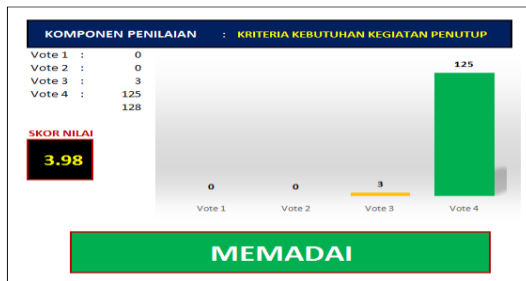 KOMPONEN PENILAIAN : KRITERIA KEBUTUHAN KEGIATAN PENUTUP
Vote 1 : 0
Vote 2 : 0
Vote 3 : 3
Vote 4 : 125
128
SKOR NILAI
3.98
125
0
0
3
Vote 1
Vote 2
Vote 3
Vote 4
MEMADAI